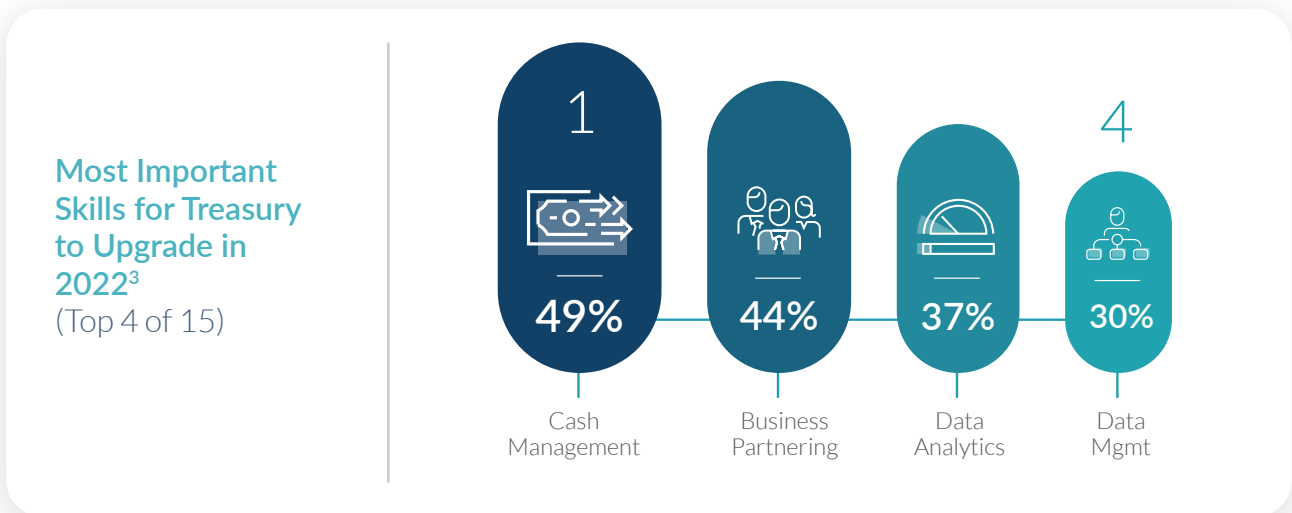 Most Important
Skills for Treasury
to Upgrade in
2022³
(Top 4 of 15)
1
4
49%
44%
37%
30%
Cash
Management
Business
Partnering
Data
Analytics
Data
Mgmt